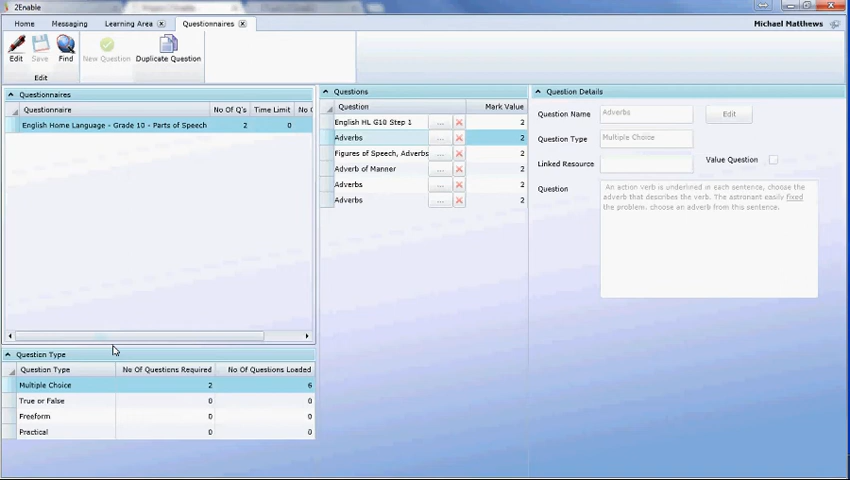 2Enable
Home Messaging Learning Area Questionnaires Michael Matthews
Edit Save Find New Question Duplicate Question
Edit
Questionnaires
Questionnaire No Of Q's Time Limit No C
English Home Language - Grade 10 - Parts of Speech 2 0
Question Type
Question Type No Of Questions Required No Of Questions Loaded
Multiple Choice 2 6
True or False 0 0
Freeform 0 0
Practical 0 0
Questions
Question Mark Value
English HL G10 Step 1 ... 2
Adverbs ... 2
Figures of Speech, Adverbs ... 2
Adverb of Manner ... 2
Adverbs ... 2
Adverbs ... 2
Question Details
Question Name Adverbs Edit
Question Type Multiple Choice
Linked Resource Value Question
Question An action verb is underlined in each sentence, choose the
adverb that describes the verb. The astronant easily fixed
the problem. choose an adverb from this sentence.